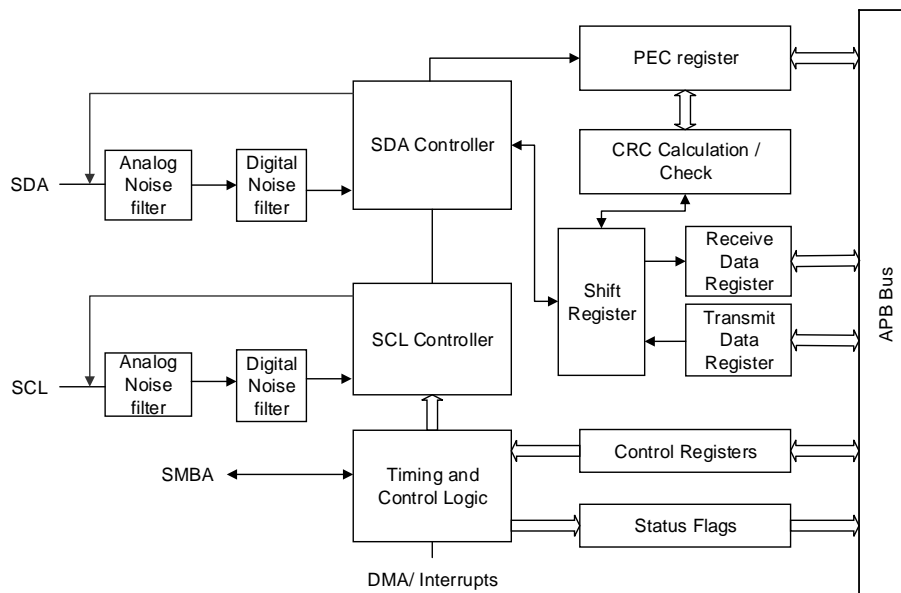 PEC register
SDA Controller
CRC Calculation /
Check
SDA
Analog
Noise
filter
Digital
Noise
filter
Shift
Register
Receive
Data
Register
Transmit
Data
Register
APB Bus
SCL Controller
SCL
Analog
Noise
filter
Digital
Noise
filter
SMBA
Timing and
Control Logic
Control Registers
Status Flags
DMA/ Interrupts